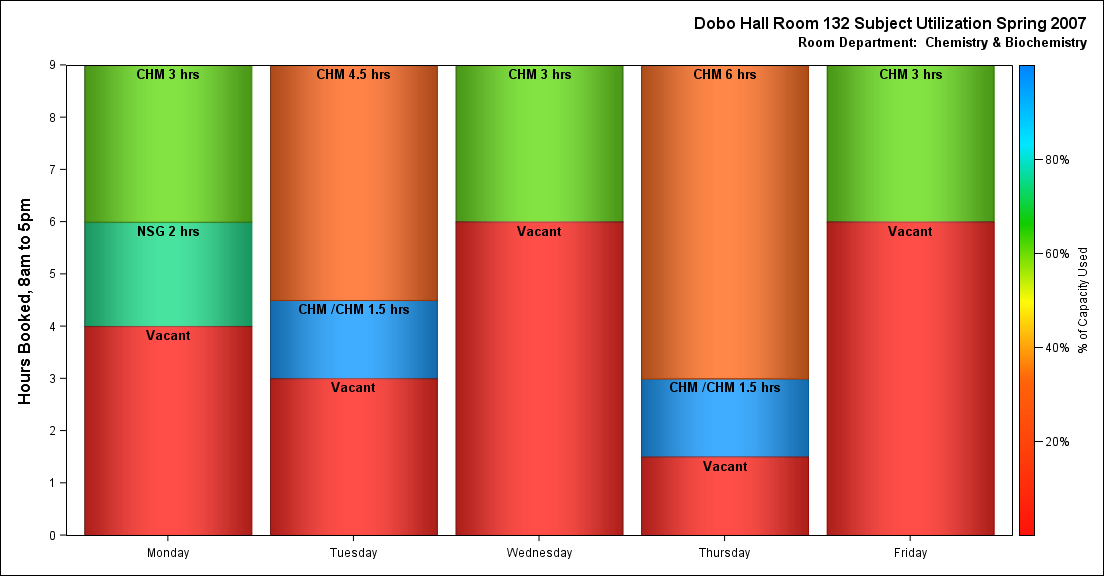 Dobo Hall Room 132 Subject Utilization Spring 2007
Room Department:  Chemistry & Biochemistry
Hours Booked, 8am to 5pm
9
8
7
6
5
4
3
2
1
0
CHM 3 hrs
NSG 2 hrs
Vacant
CHM 4.5 hrs
CHM /CHM 1.5 hrs
Vacant
CHM 3 hrs
Vacant
CHM 6 hrs
CHM /CHM 1.5 hrs
Vacant
CHM 3 hrs
Vacant
Monday
Tuesday
Wednesday
Thursday
Friday
80%
60%
40%
20%
% of Capacity Used